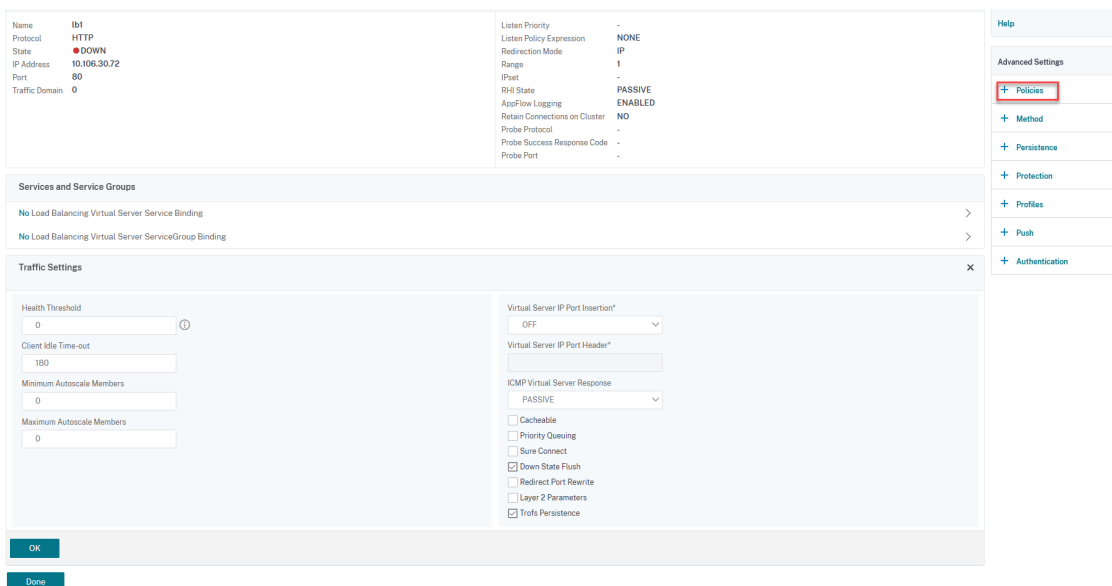 Name lb1
Protocol HTTP
State DOWN
IP Address 10.106.30.72
Port 80
Traffic Domain 0
Listen Priority -
Listen Policy Expression NONE
Redirection Mode IP
Range 1
IPset -
RHI State PASSIVE
AppFlow Logging ENABLED
Retain Connections on Cluster NO
Probe Protocol -
Probe Success Response Code -
Probe Port -
Services and Service Groups
No Load Balancing Virtual Server Service Binding
No Load Balancing Virtual Server ServiceGroup Binding
Traffic Settings
Health Threshold
0
Client Idle Time-out
180
Minimum Autoscale Members
0
Maximum Autoscale Members
0
Virtual Server IP Port Insertion*
OFF
Virtual Server IP Port Header*
ICMP Virtual Server Response
PASSIVE
Cacheable
Priority Queuing
Sure Connect
Down State Flush
Redirect Port Rewrite
Layer 2 Parameters
Trofs Persistence
OK
Done
Help
Advanced Settings
+ Policies
+ Method
+ Persistence
+ Protection
+ Profiles
+ Push
+ Authentication